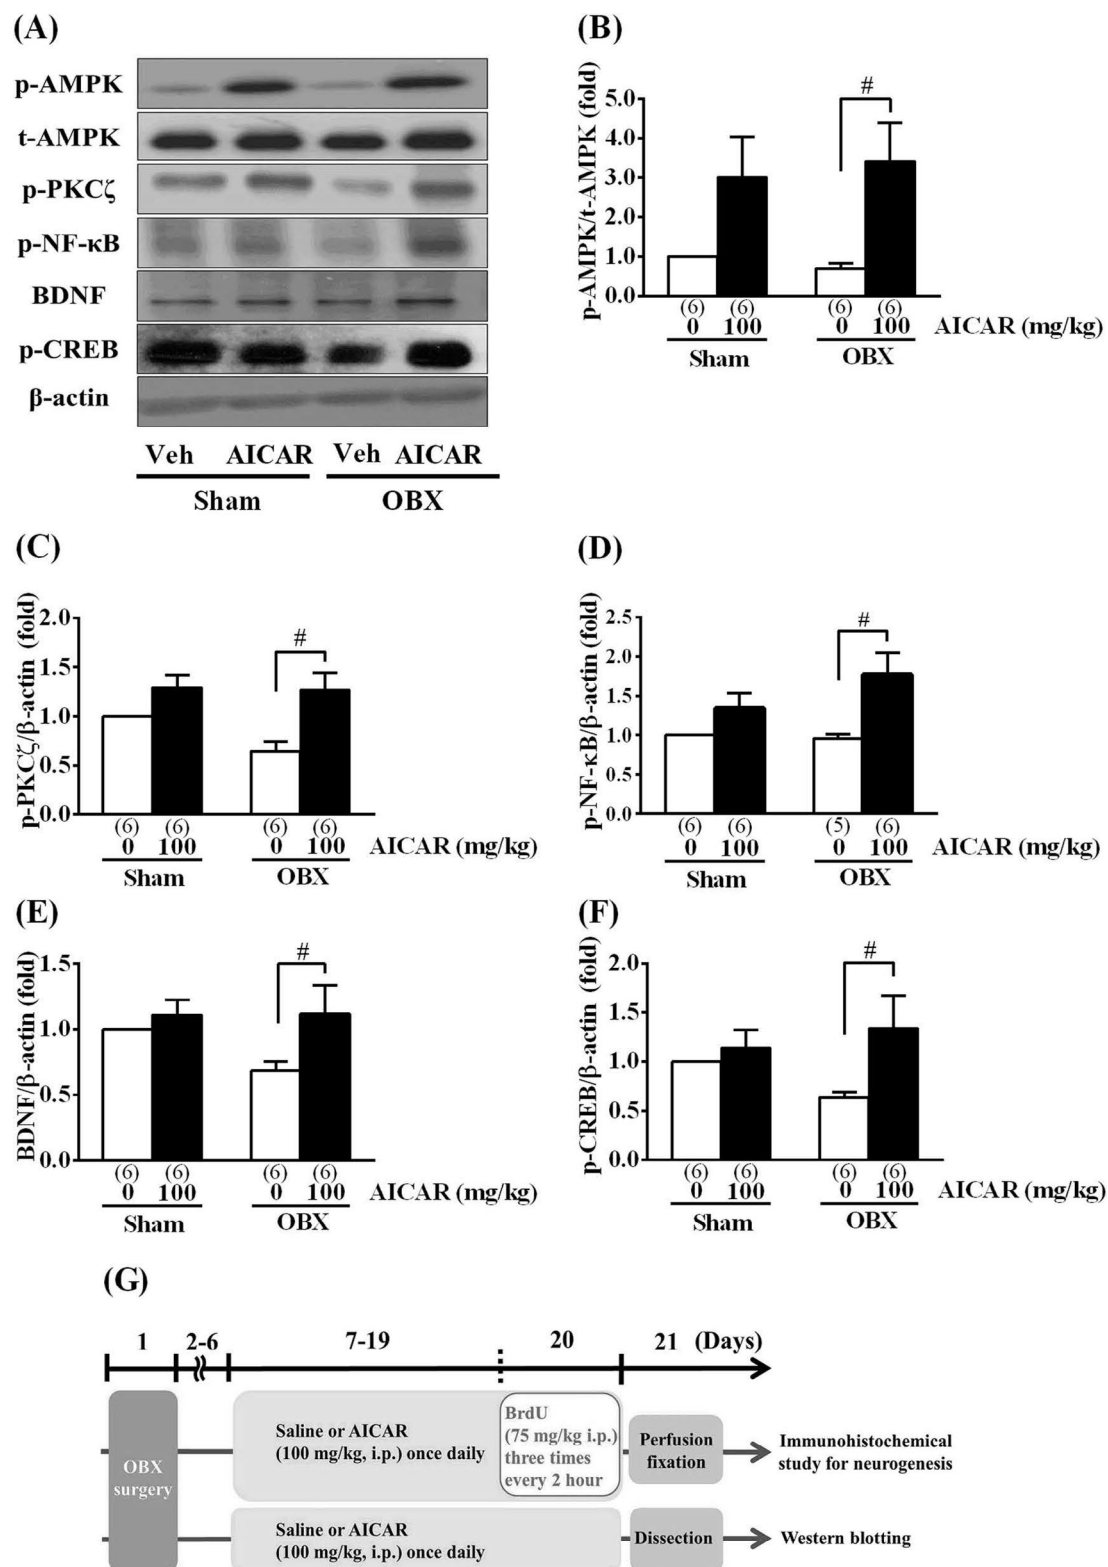 (A)
p-AMPK
t-AMPK
p-PKCζ
p-NF-κB
BDNF
p-CREB
β-actin
Veh AICAR Veh AICAR
Sham OBX
(B)
p-AMPK/t-AMPK (fold)
5.0
4.0
3.0
2.0
1.0
0.0
#
(6) (6) (6) (6)
0 100 0 100 AICAR (mg/kg)
Sham OBX
(C)
p-PKCζ/β-actin (fold)
2.0
1.5
1.0
0.5
0.0
#
(6) (6) (6) (6)
0 100 0 100 AICAR (mg/kg)
Sham OBX
(D)
p-NF-κB/β-actin (fold)
2.5
2.0
1.5
1.0
0.5
0.0
#
(6) (6) (5) (6)
0 100 0 100 AICAR (mg/kg)
Sham OBX
(E)
BDNF/β-actin (fold)
1.5
1.0
0.5
0.0
#
(6) (6) (6) (6)
0 100 0 100 AICAR (mg/kg)
Sham OBX
(F)
p-CREB/β-actin (fold)
2.0
1.5
1.0
0.5
0.0
#
(6) (6) (6) (6)
0 100 0 100 AICAR (mg/kg)
Sham OBX
(G)
1 2-6 7-19 20 21 (Days)
OBX
surgery
Saline or AICAR
(100 mg/kg, i.p.) once daily
BrdU
(75 mg/kg i.p.)
three times
every 2 hour
Perfusion
fixation
Immunohistochemical
study for neurogenesis
Saline or AICAR
(100 mg/kg, i.p.) once daily
Dissection
Western blotting